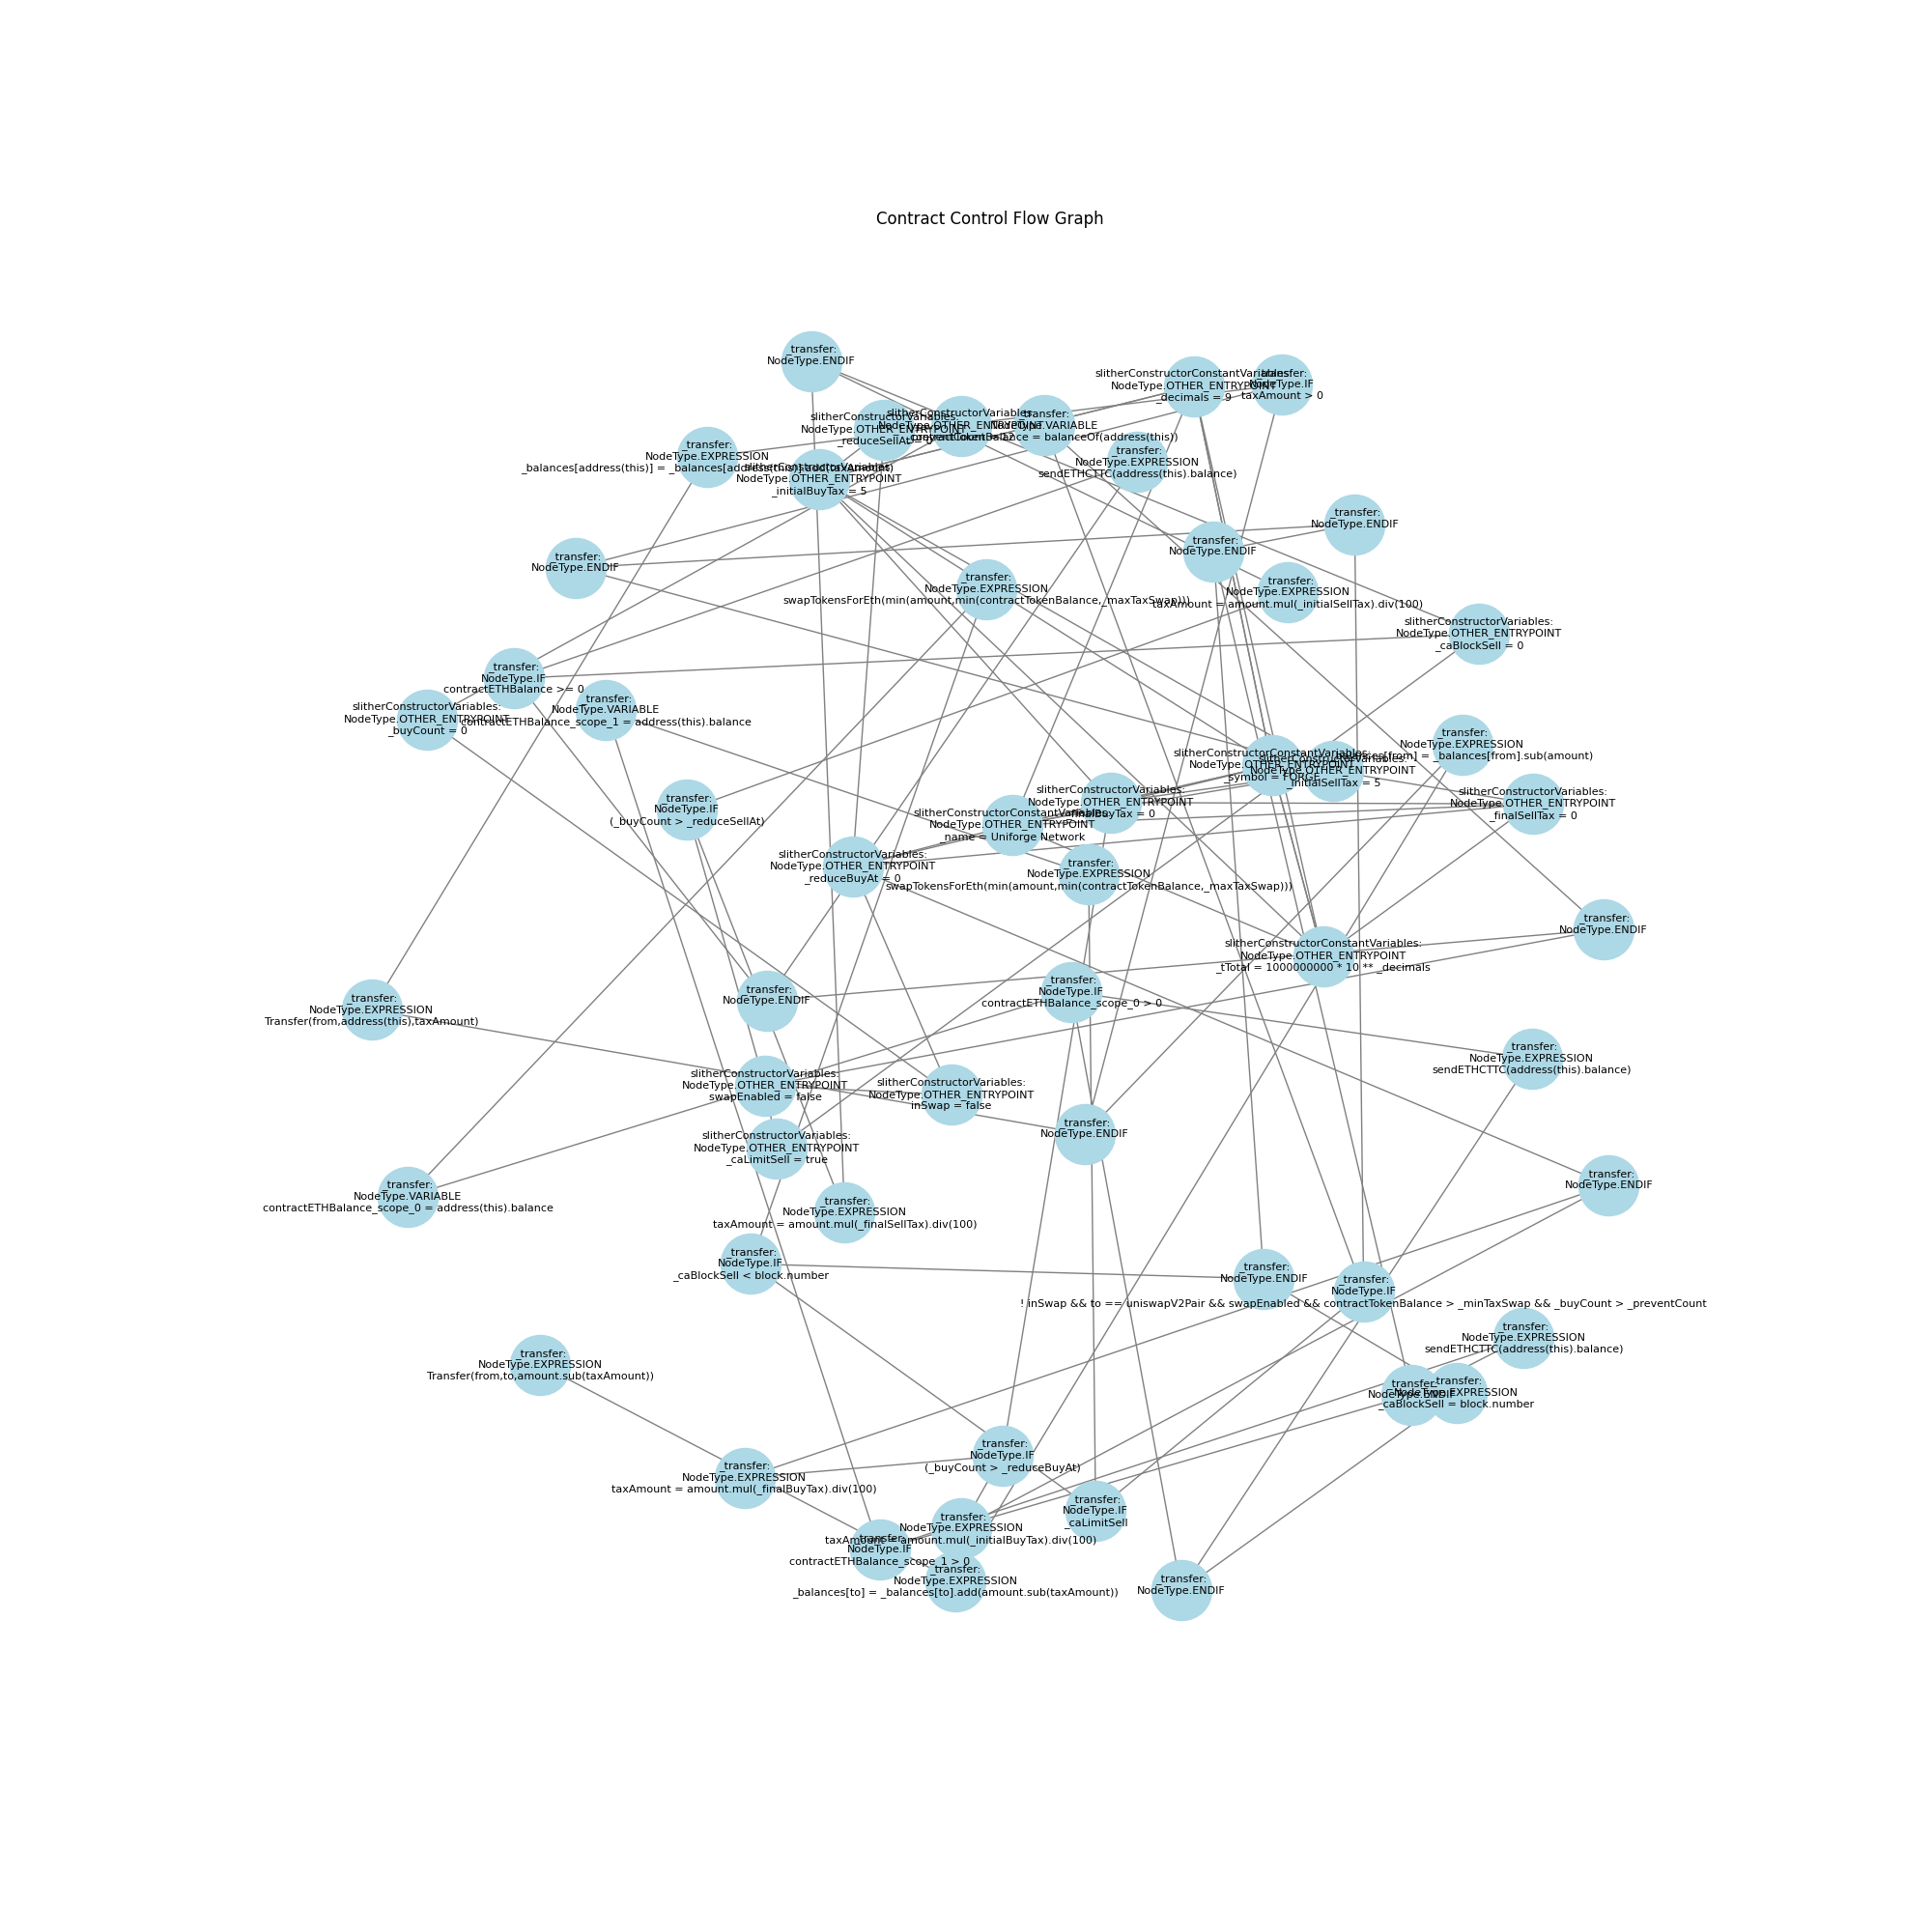 Contract Control Flow Graph
_transfer:
NodeType.ENDIF
slitherConstructorConstantVariables:
NodeType.OTHER_ENTRYPOINT
_decimals = 9
_transfer:
NodeType.IF
taxAmount > 0
slitherConstructorVariables:
NodeType.OTHER_ENTRYPOINT
_reduceSellAt = 0
slitherConstructorVariables:
NodeType.OTHER_ENTRYPOINT
_transfer:
NodeType.VARIABLE
contractTokenBalance = balanceOf(address(this))
_transfer:
NodeType.EXPRESSION
_balances[address(this)] = _balances[address(this)].add(taxAmount)
_transfer:
NodeType.EXPRESSION
sendETHCTTC(address(this).balance)
slitherConstructorVariables:
NodeType.OTHER_ENTRYPOINT
_initialBuyTax = 5
_transfer:
NodeType.ENDIF
_transfer:
NodeType.ENDIF
_transfer:
NodeType.ENDIF
_transfer:
NodeType.EXPRESSION
swapTokensForEth(min(amount,min(contractTokenBalance,_maxTaxSwap)))
_transfer:
NodeType.EXPRESSION
taxAmount = amount.mul(_initialSellTax).div(100)
slitherConstructorVariables:
NodeType.OTHER_ENTRYPOINT
_caBlockSell = 0
_transfer:
NodeType.IF
contractETHBalance >= 0
slitherConstructorVariables:
NodeType.OTHER_ENTRYPOINT
_buyCount = 0
_transfer:
NodeType.VARIABLE
contractETHBalance_scope_1 = address(this).balance
_transfer:
NodeType.EXPRESSION
_balances[from] = _balances[from].sub(amount)
slitherConstructorConstantVariables:
NodeType.OTHER_ENTRYPOINT
_symbol = FORGE
slitherConstructorVariables:
NodeType.OTHER_ENTRYPOINT
_initialSellTax = 5
slitherConstructorVariables:
NodeType.OTHER_ENTRYPOINT
_finalSellTax = 0
slitherConstructorVariables:
NodeType.OTHER_ENTRYPOINT
_finalBuyTax = 0
_transfer:
NodeType.IF
(_buyCount > _reduceSellAt)
slitherConstructorConstantVariables:
NodeType.OTHER_ENTRYPOINT
_name = Uniforge Network
slitherConstructorVariables:
NodeType.OTHER_ENTRYPOINT
_reduceBuyAt = 0
_transfer:
NodeType.EXPRESSION
swapTokensForEth(min(amount,min(contractTokenBalance,_maxTaxSwap)))
_transfer:
NodeType.ENDIF
slitherConstructorConstantVariables:
NodeType.OTHER_ENTRYPOINT
_tTotal = 1000000000 * 10 ** _decimals
_transfer:
NodeType.ENDIF
_transfer:
NodeType.IF
contractETHBalance_scope_0 > 0
_transfer:
NodeType.EXPRESSION
Transfer(from,address(this),taxAmount)
_transfer:
NodeType.EXPRESSION
sendETHCTTC(address(this).balance)
slitherConstructorVariables:
NodeType.OTHER_ENTRYPOINT
swapEnabled = false
slitherConstructorVariables:
NodeType.OTHER_ENTRYPOINT
inSwap = false
_transfer:
NodeType.ENDIF
slitherConstructorVariables:
NodeType.OTHER_ENTRYPOINT
_caLimitSell = true
_transfer:
NodeType.ENDIF
_transfer:
NodeType.VARIABLE
contractETHBalance_scope_0 = address(this).balance
_transfer:
NodeType.EXPRESSION
taxAmount = amount.mul(_finalSellTax).div(100)
_transfer:
NodeType.IF
_caBlockSell < block.number
_transfer:
NodeType.ENDIF
_transfer:
NodeType.IF
! inSwap && to == uniswapV2Pair && swapEnabled && contractTokenBalance > _minTaxSwap && _buyCount > _preventCount
_transfer:
NodeType.EXPRESSION
sendETHCTTC(address(this).balance)
_transfer:
NodeType.EXPRESSION
Transfer(from,to,amount.sub(taxAmount))
_transfer:
NodeType.ENDIF
_transfer:
NodeType.EXPRESSION
_caBlockSell = block.number
_transfer:
NodeType.IF
(_buyCount > _reduceBuyAt)
_transfer:
NodeType.EXPRESSION
taxAmount = amount.mul(_finalBuyTax).div(100)
_transfer:
NodeType.IF
_caLimitSell
_transfer:
NodeType.EXPRESSION
taxAmount = amount.mul(_initialBuyTax).div(100)
_transfer:
NodeType.IF
contractETHBalance_scope_1 > 0
_transfer:
NodeType.EXPRESSION
_balances[to] = _balances[to].add(amount.sub(taxAmount))
_transfer:
NodeType.ENDIF